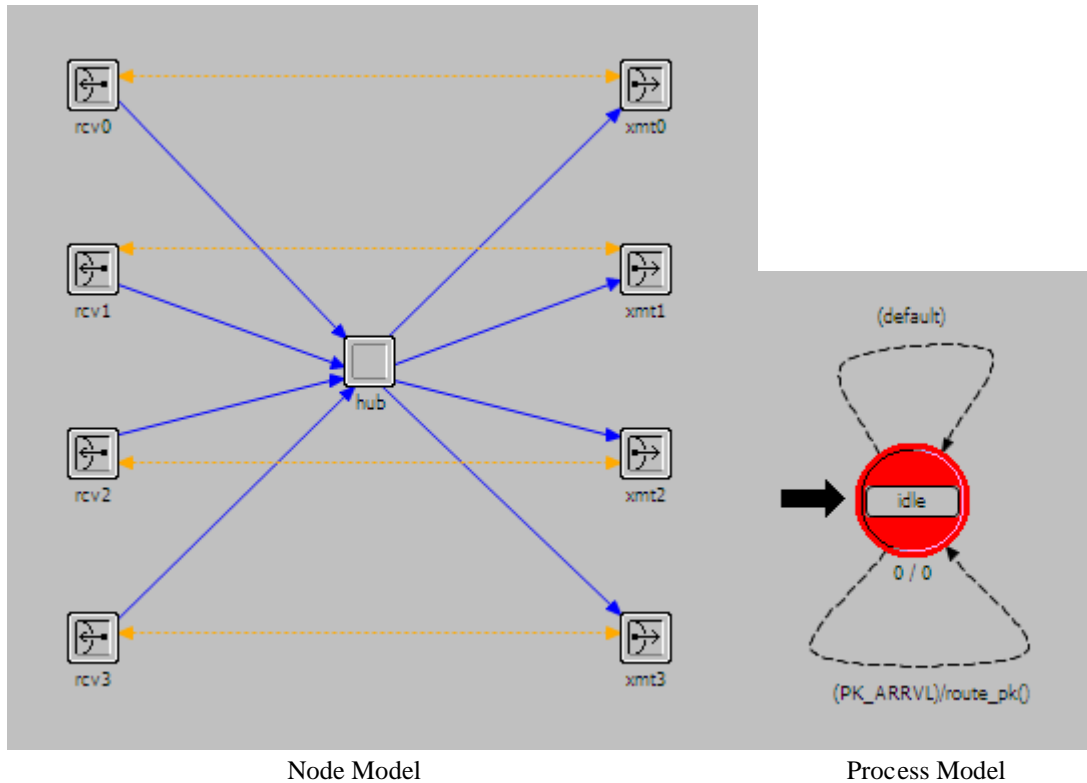 rcv0
xmt0
rcv1
xmt1
hub
rcv2
xmt2
rcv3
xmt3
(default)
idle
0 / 0
(PK_ARRVL)/route_pk()
Node Model
Process Model